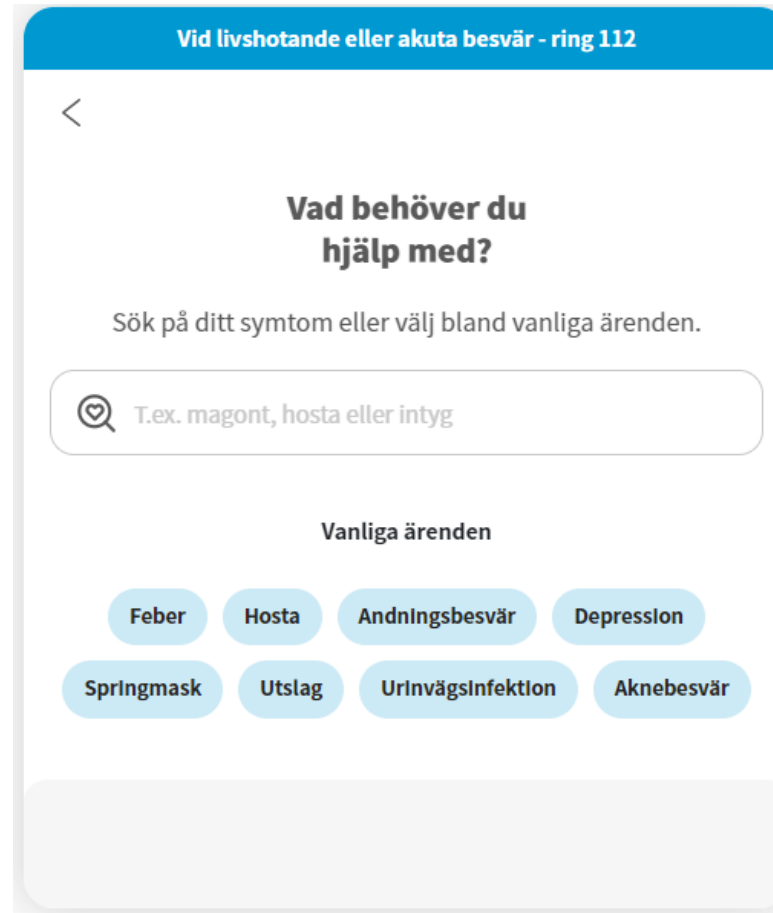 Vid livshotande eller akuta besvär - ring 112
Vad behöver du
hjälp med?
Sök på ditt symtom eller välj bland vanliga ärenden.
T.ex. magont, hosta eller intyg
Vanliga ärenden
Feber Hosta Andningsbesvär Depression
Springmask Utslag Urinvägsinfektion Aknebesvär